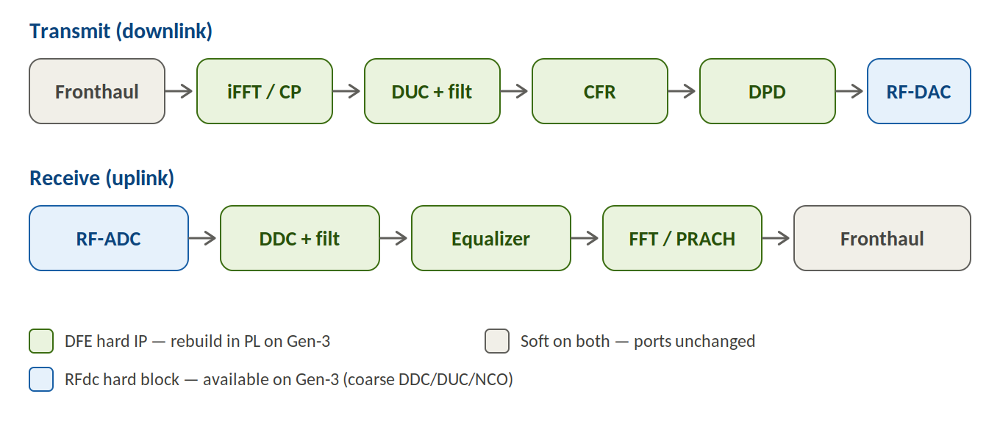 Transmit (downlink)
Fronthaul
iFFT / CP
DUC + filt
CFR
DPD
RF-DAC
Receive (uplink)
RF-ADC
DDC + filt
Equalizer
FFT / PRACH
Fronthaul
DFE hard IP — rebuild in PL on Gen-3
Soft on both — ports unchanged
RFdc hard block — available on Gen-3 (coarse DDC/DUC/NCO)